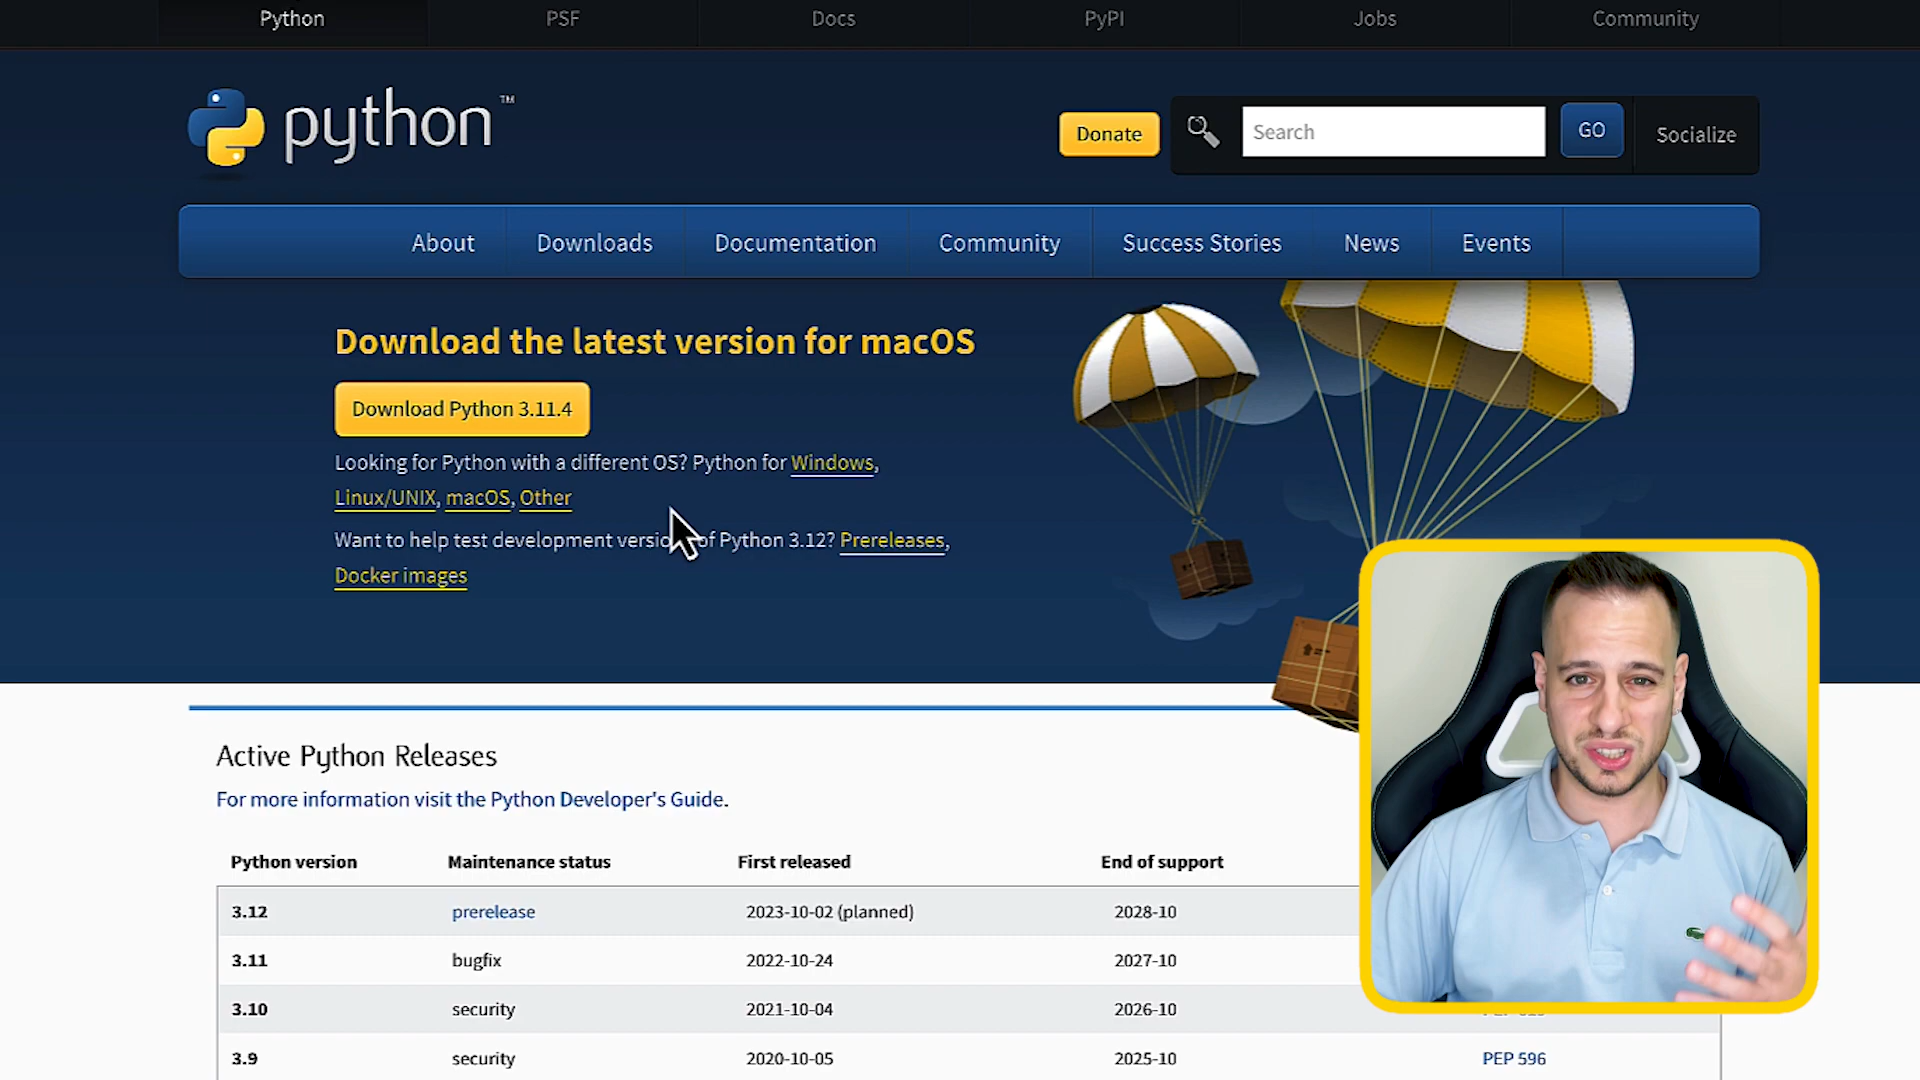 Python PSF Docs PyPI Jobs Community
python™
Donate Search GO Socialize
About Downloads Documentation Community Success Stories News Events
Download the latest version for macOS
Download Python 3.11.4
Looking for Python with a different OS? Python for Windows,
Linux/UNIX, macOS, Other
Want to help test development of Python 3.12? Prereleases,
Docker images
Active Python Releases
For more information visit the Python Developer's Guide.
Python version Maintenance status First released End of support
3.12 prerelease 2023-10-02 (planned) 2028-10
3.11 bugfix 2022-10-24 2027-10
3.10 security 2021-10-04 2026-10
3.9 security 2020-10-05 2025-10 PEP 596